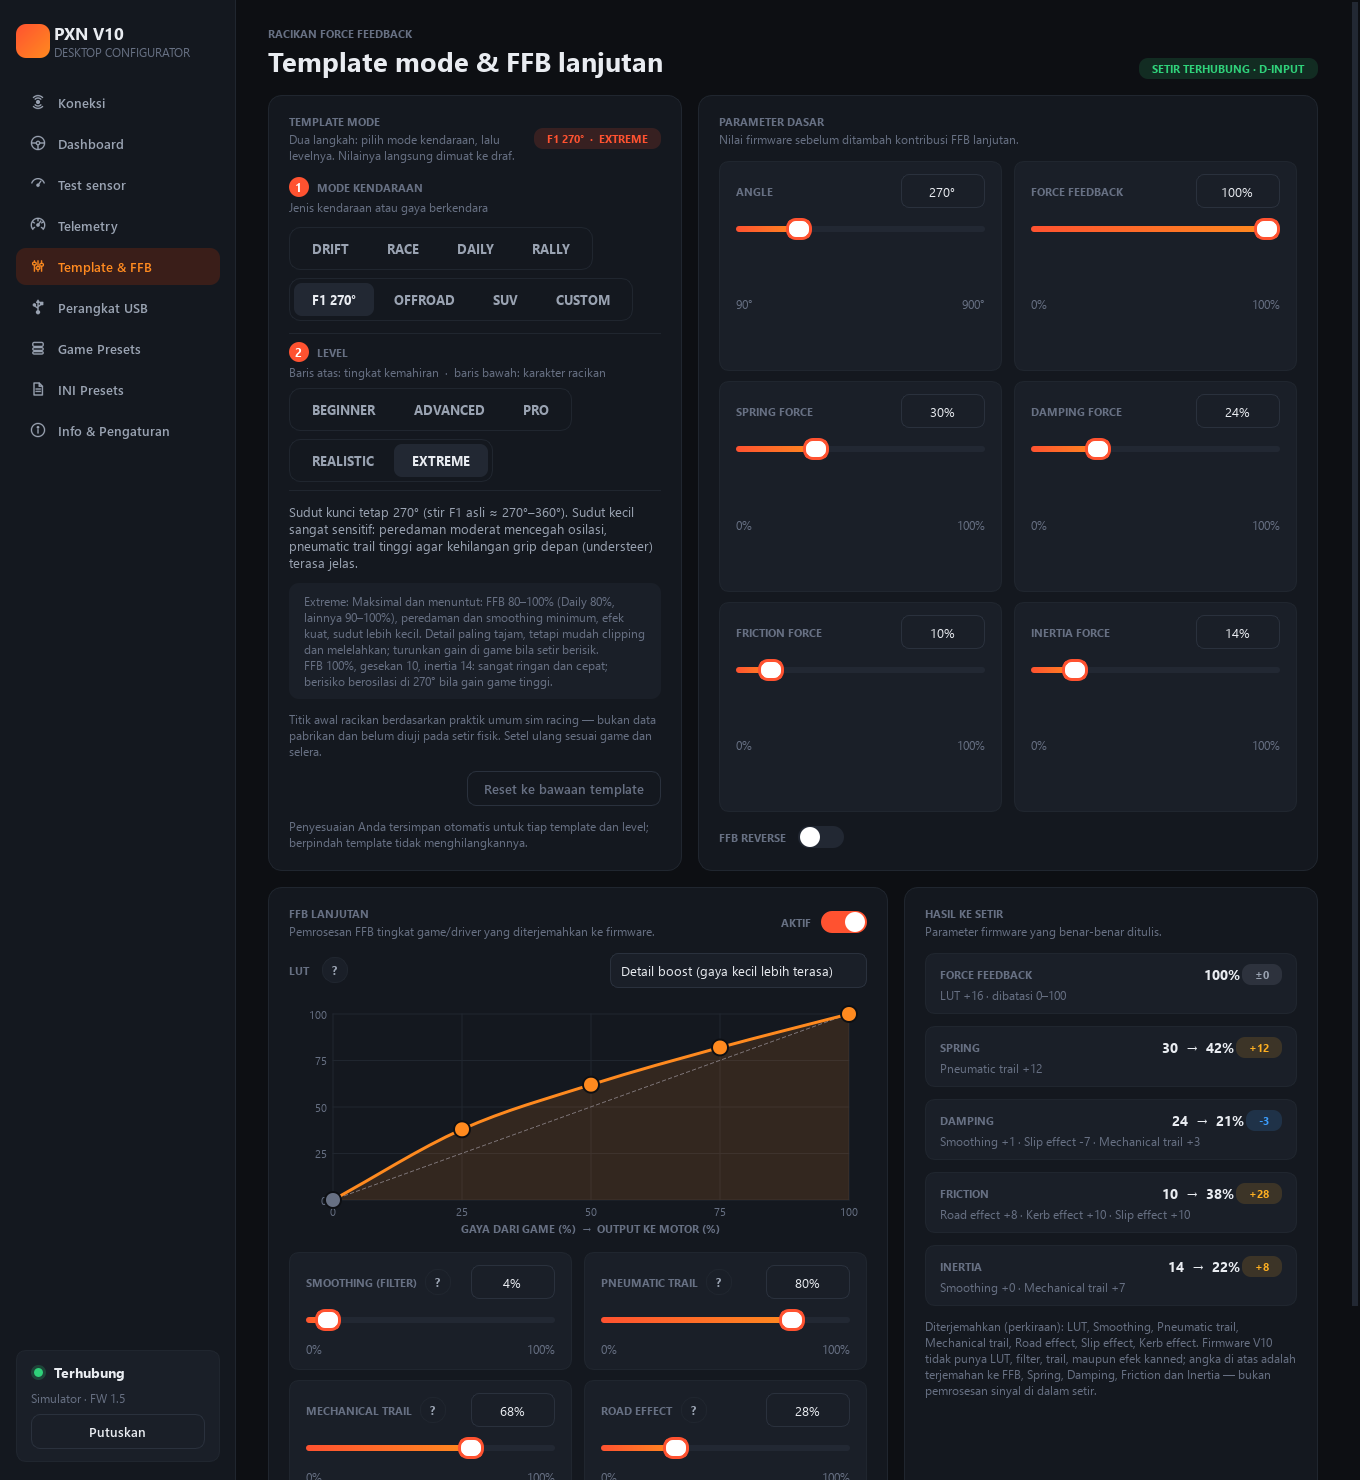 PXN V10
DESKTOP CONFIGURATOR
Koneksi
Dashboard
Test sensor
Telemetry
Template & FFB
Perangkat USB
Game Presets
INI Presets
Info & Pengaturan
Terhubung
Simulator · FW 1.5
Putuskan
RACIKAN FORCE FEEDBACK
Template mode & FFB lanjutan
SETIR TERHUBUNG · D-INPUT
TEMPLATE MODE
Dua langkah: pilih mode kendaraan, lalu
levelnya. Nilainya langsung dimuat ke draf.
F1 270° · EXTREME
1 MODE KENDARAAN
Jenis kendaraan atau gaya berkendara
DRIFT RACE DAILY RALLY
F1 270° OFFROAD SUV CUSTOM
2 LEVEL
Baris atas: tingkat kemahiran · baris bawah: karakter racikan
BEGINNER ADVANCED PRO
REALISTIC EXTREME
Sudut kunci tetap 270° (stir F1 asli ≈ 270°–360°). Sudut kecil
sangat sensitif: peredaman moderat mencegah osilasi,
pneumatic trail tinggi agar kehilangan grip depan (understeer)
terasa jelas.
Extreme: Maksimal dan menuntut: FFB 80–100% (Daily 80%,
lainnya 90–100%), peredaman dan smoothing minimum, efek
kuat, sudut lebih kecil. Detail paling tajam, tetapi mudah clipping
dan melelahkan; turunkan gain di game bila setir berisik.
FFB 100%, gesekan 10, inertia 14: sangat ringan dan cepat;
berisiko berosilasi di 270° bila gain game tinggi.
Titik awal racikan berdasarkan praktik umum sim racing — bukan data
pabrikan dan belum diuji pada setir fisik. Setel ulang sesuai game dan
selera.
Reset ke bawaan template
Penyesuaian Anda tersimpan otomatis untuk tiap template dan level;
berpindah template tidak menghilangkannya.
PARAMETER DASAR
Nilai firmware sebelum ditambah kontribusi FFB lanjutan.
ANGLE 270°
90° 900°
FORCE FEEDBACK 100%
0% 100%
SPRING FORCE 30%
0% 100%
DAMPING FORCE 24%
0% 100%
FRICTION FORCE 10%
0% 100%
INERTIA FORCE 14%
0% 100%
FFB REVERSE
FFB LANJUTAN
Pemrosesan FFB tingkat game/driver yang diterjemahkan ke firmware.
AKTIF
LUT ?
Detail boost (gaya kecil lebih terasa)
100
75
50
25
0
0 25 50 75 100
GAYA DARI GAME (%) → OUTPUT KE MOTOR (%)
SMOOTHING (FILTER) ? 4%
0% 100%
PNEUMATIC TRAIL ? 80%
0% 100%
MECHANICAL TRAIL ? 68%
0% 100%
ROAD EFFECT ? 28%
0% 100%
HASIL KE SETIR
Parameter firmware yang benar-benar ditulis.
FORCE FEEDBACK 100% ±0
LUT +16 · dibatasi 0–100
SPRING 30 → 42% +12
Pneumatic trail +12
DAMPING 24 → 21% -3
Smoothing +1 · Slip effect -7 · Mechanical trail +3
FRICTION 10 → 38% +28
Road effect +8 · Kerb effect +10 · Slip effect +10
INERTIA 14 → 22% +8
Smoothing +0 · Mechanical trail +7
Diterjemahkan (perkiraan): LUT, Smoothing, Pneumatic trail,
Mechanical trail, Road effect, Slip effect, Kerb effect. Firmware V10
tidak punya LUT, filter, trail, maupun efek kanned; angka di atas adalah
terjemahan ke FFB, Spring, Damping, Friction dan Inertia — bukan
pemrosesan sinyal di dalam setir.